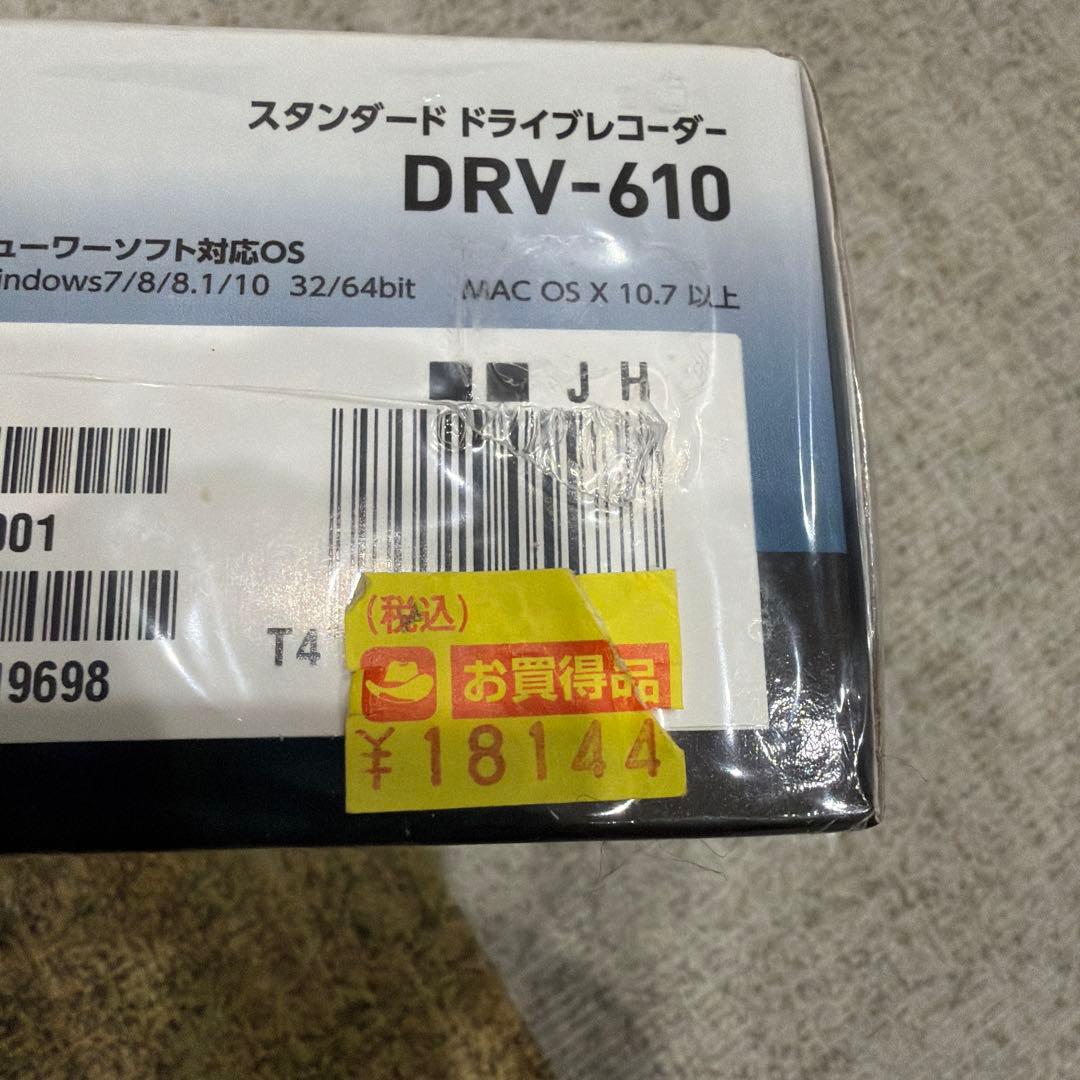 スタンダード ドライブレコーダー
DRV-610
ューワーソフト対応OS
indows7/8/8.1/10 32/64bit MAC OS X 10.7 以上
J H
001
T4
19698
(税込)
お買得品
¥18144